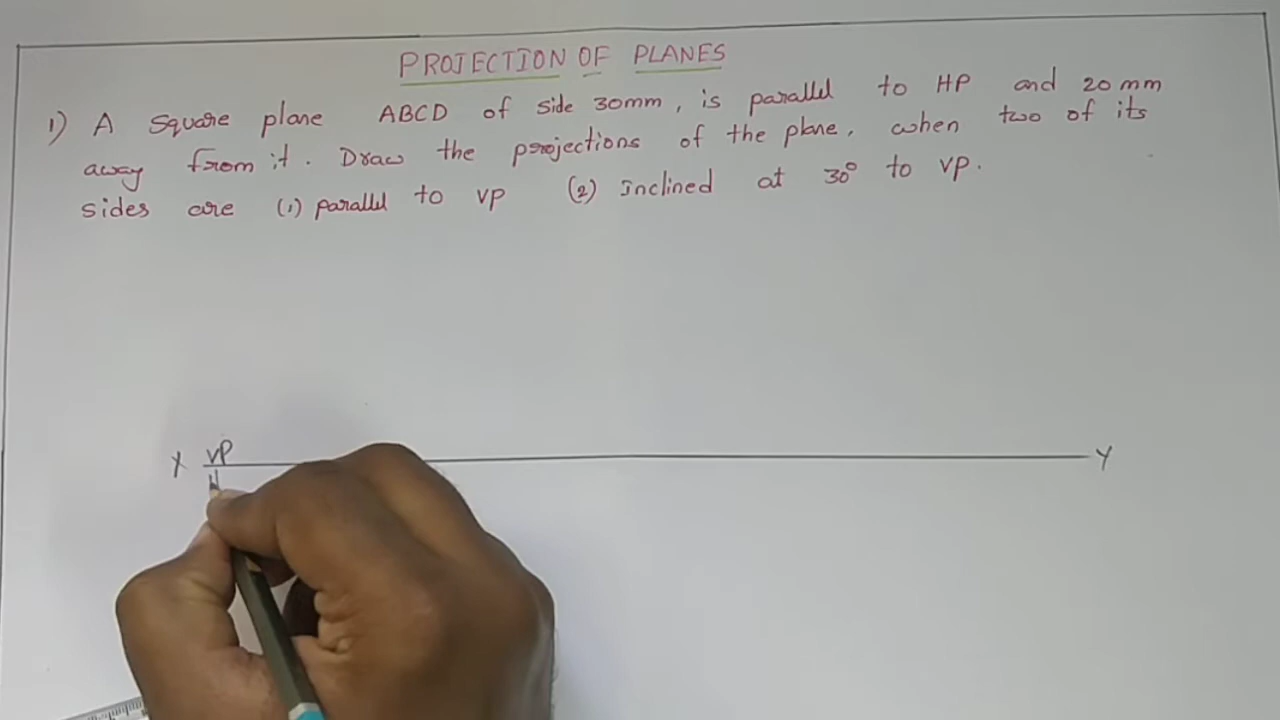 PROJECTION OF PLANES
1) A square plane ABCD of side 30mm, is parallel to HP and 20 mm
away from it. Draw the projections of the plane, when two of its
sides are (1) parallel to VP (2) Inclined at 30° to VP.
X VP Y
H